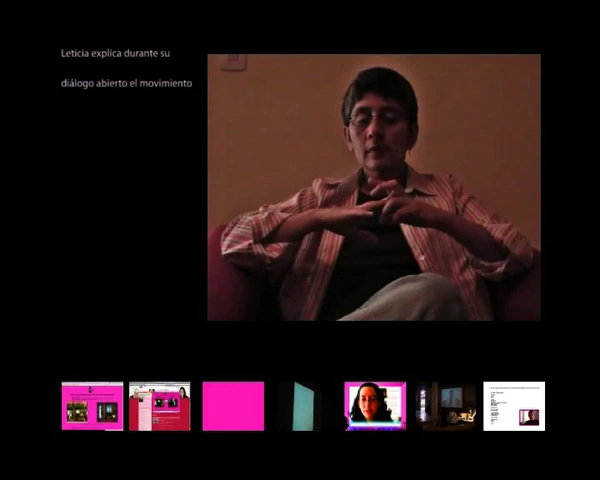 Leticia explica durante su
diálogo abierto el movimiento